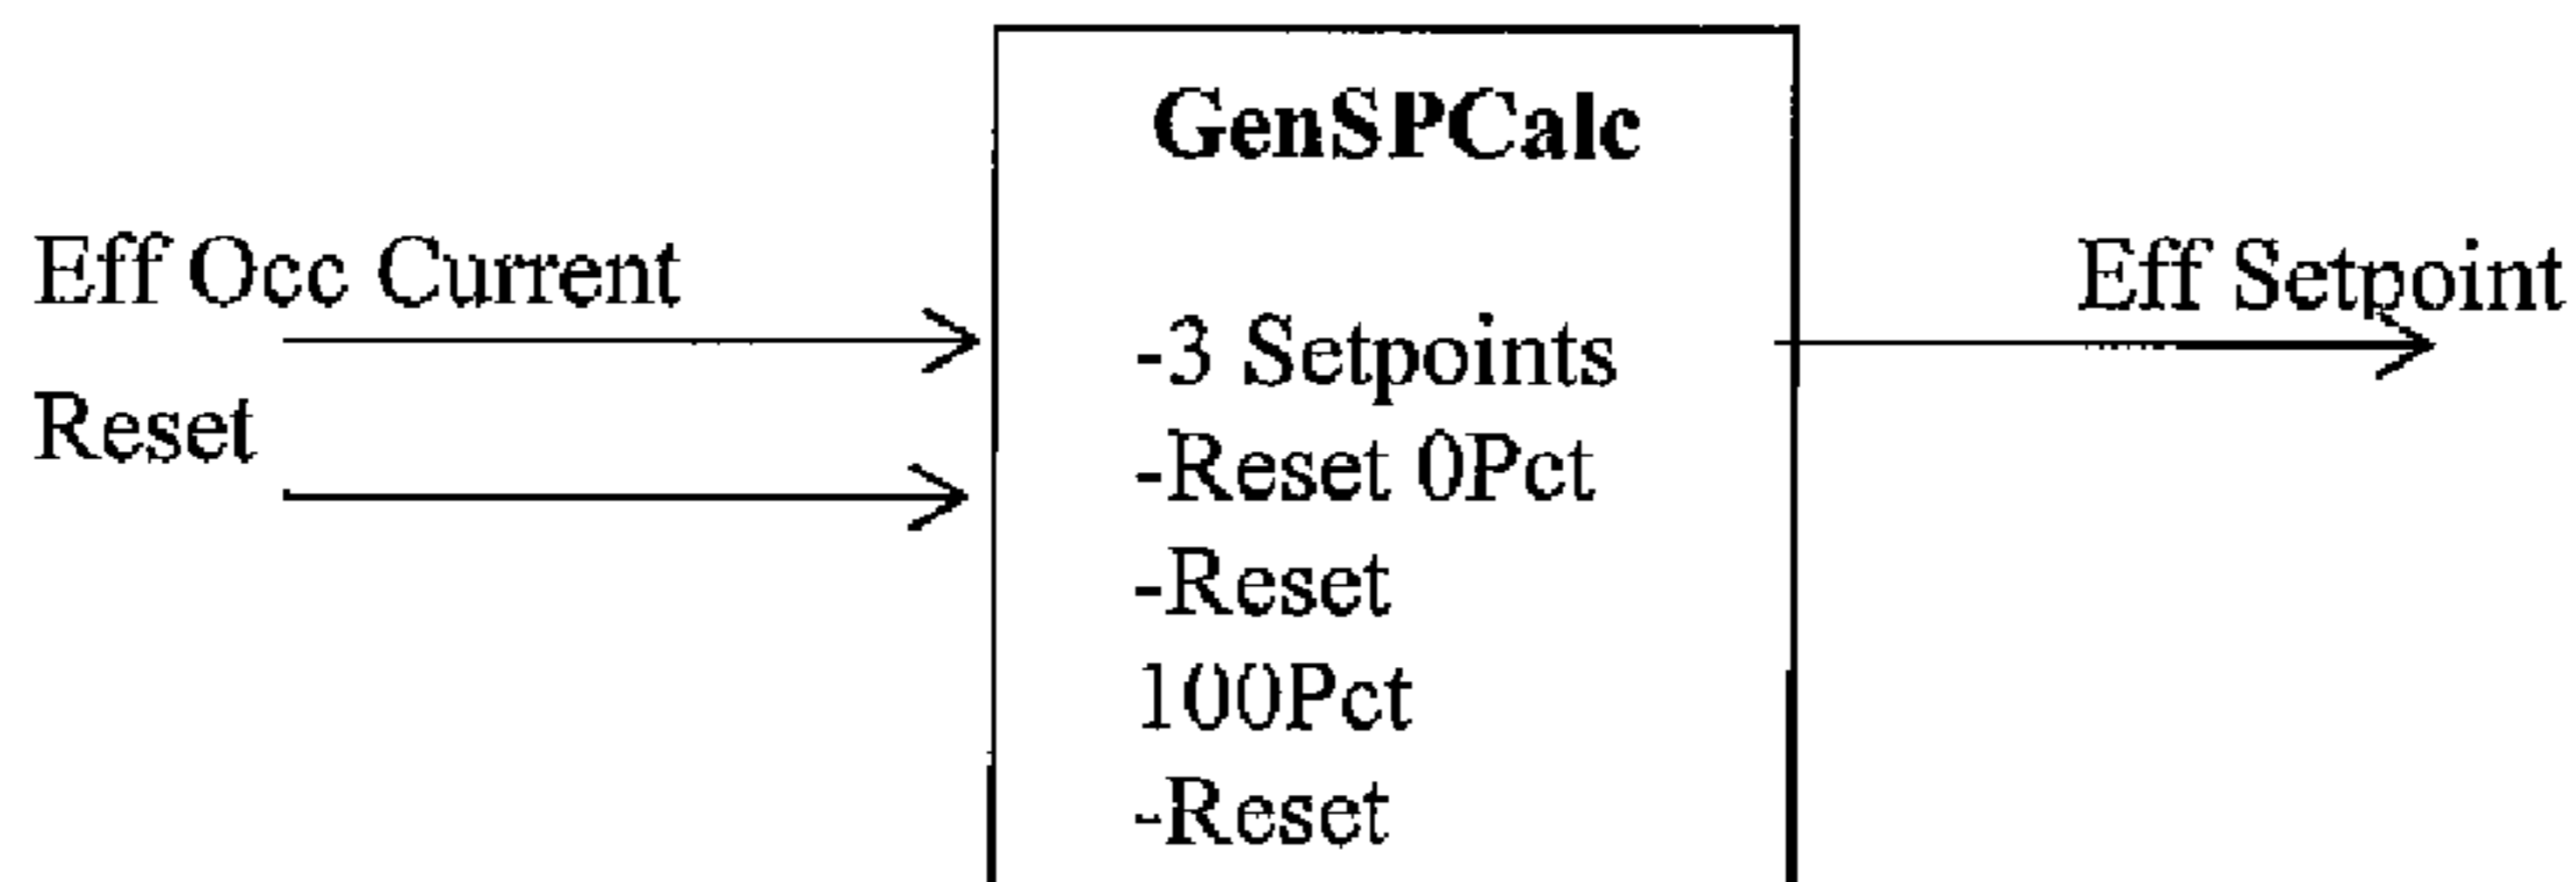 GenSPCalc
Eff Occ Current
Reset
-3 Setpoints
-Reset 0Pct
-Reset
100Pct
-Reset
Eff Setpoint